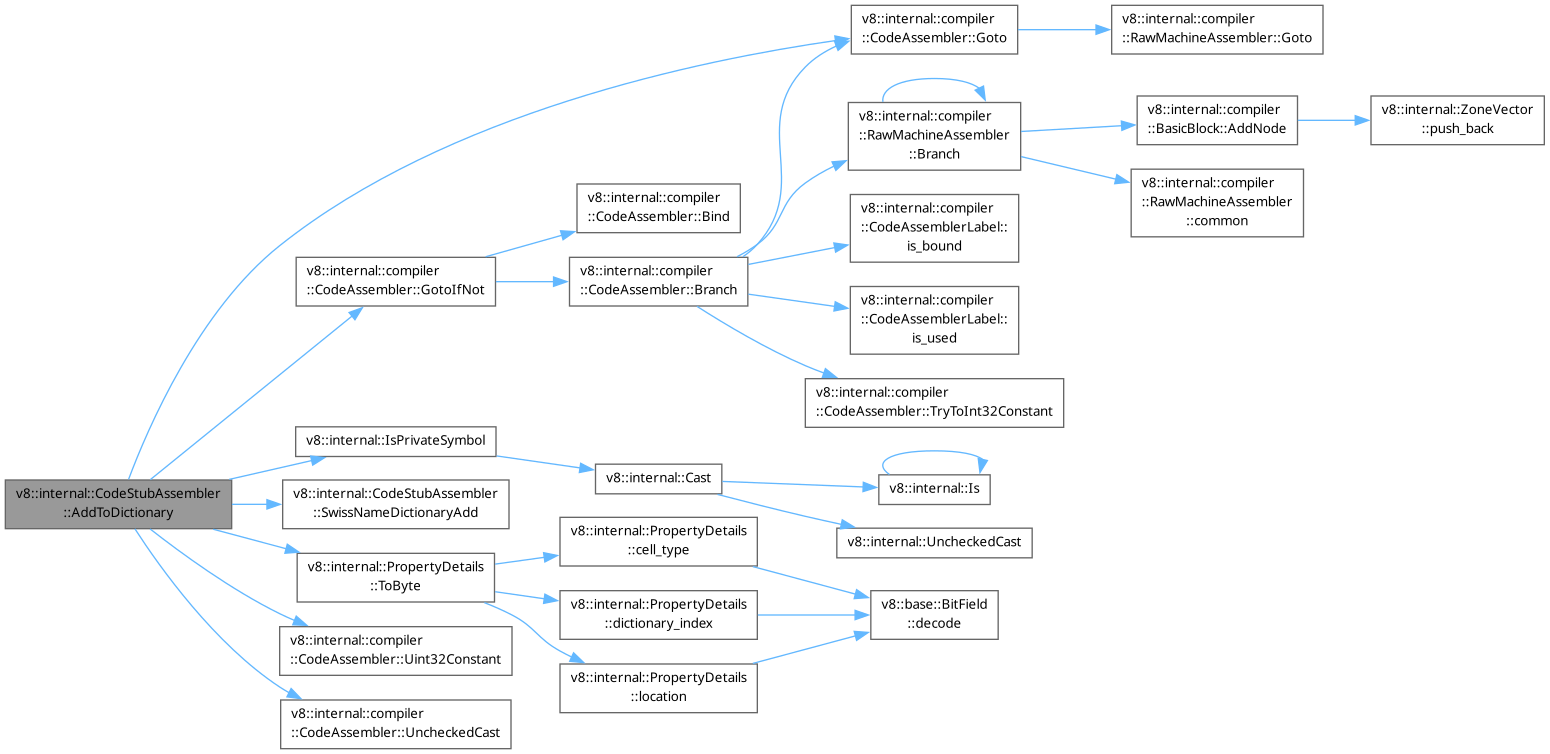 v8::internal::compiler
::CodeAssembler::Goto
v8::internal::compiler
::RawMachineAssembler::Goto
v8::internal::compiler
::RawMachineAssembler
::Branch
v8::internal::compiler
::BasicBlock::AddNode
v8::internal::ZoneVector
::push_back
v8::internal::compiler
::RawMachineAssembler
::common
v8::internal::compiler
::CodeAssembler::Bind
v8::internal::compiler
::CodeAssemblerLabel::
is_bound
v8::internal::compiler
::CodeAssembler::GotoIfNot
v8::internal::compiler
::CodeAssembler::Branch
v8::internal::compiler
::CodeAssemblerLabel::
is_used
v8::internal::compiler
::CodeAssembler::TryToInt32Constant
v8::internal::IsPrivateSymbol
v8::internal::Cast
v8::internal::Is
v8::internal::CodeStubAssembler
::AddToDictionary
v8::internal::CodeStubAssembler
::SwissNameDictionaryAdd
v8::internal::UncheckedCast
v8::internal::PropertyDetails
::cell_type
v8::internal::PropertyDetails
::ToByte
v8::internal::PropertyDetails
::dictionary_index
v8::base::BitField
::decode
v8::internal::compiler
::CodeAssembler::Uint32Constant
v8::internal::PropertyDetails
::location
v8::internal::compiler
::CodeAssembler::UncheckedCast